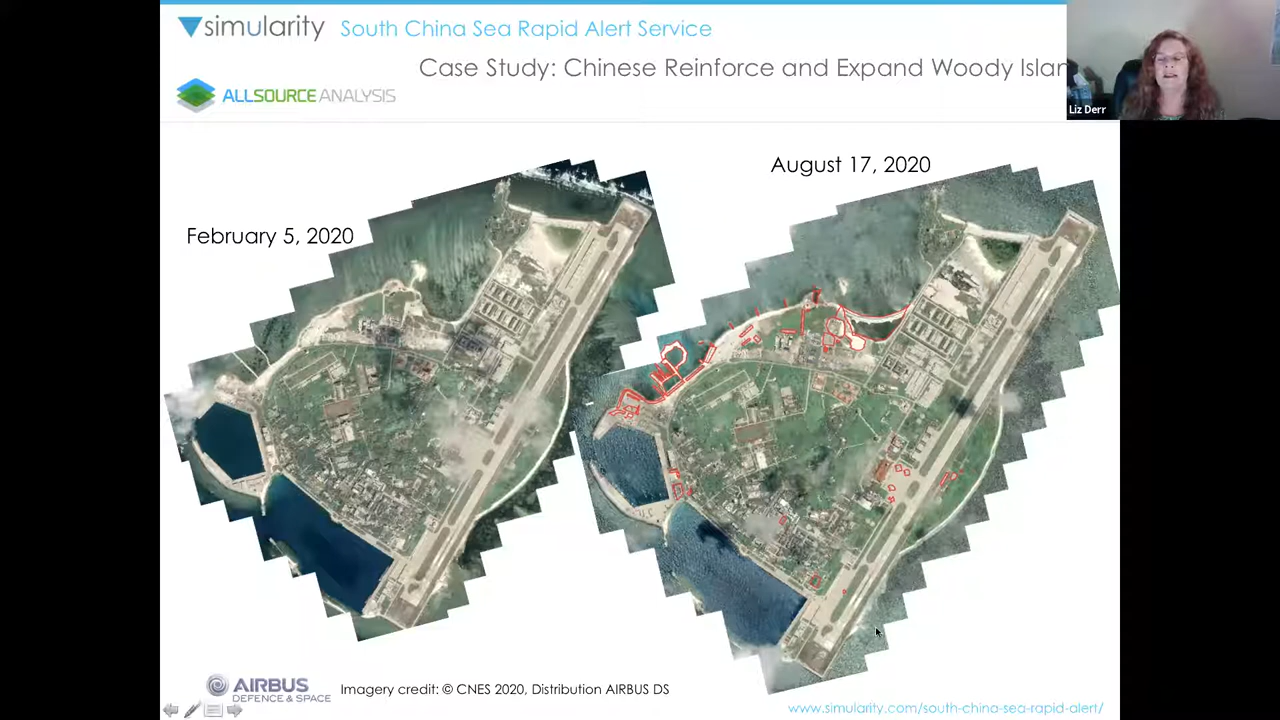 simularity South China Sea Rapid Alert Service
Case Study: Chinese Reinforce and Expand Woody Islan
ALLSOURCE ANALYSIS
Liz Derr
August 17, 2020
February 5, 2020
AIRBUS
DEFENCE & SPACE
Imagery credit: © CNES 2020, Distribution AIRBUS DS
www.simularity.com/south-china-sea-rapid-alert/